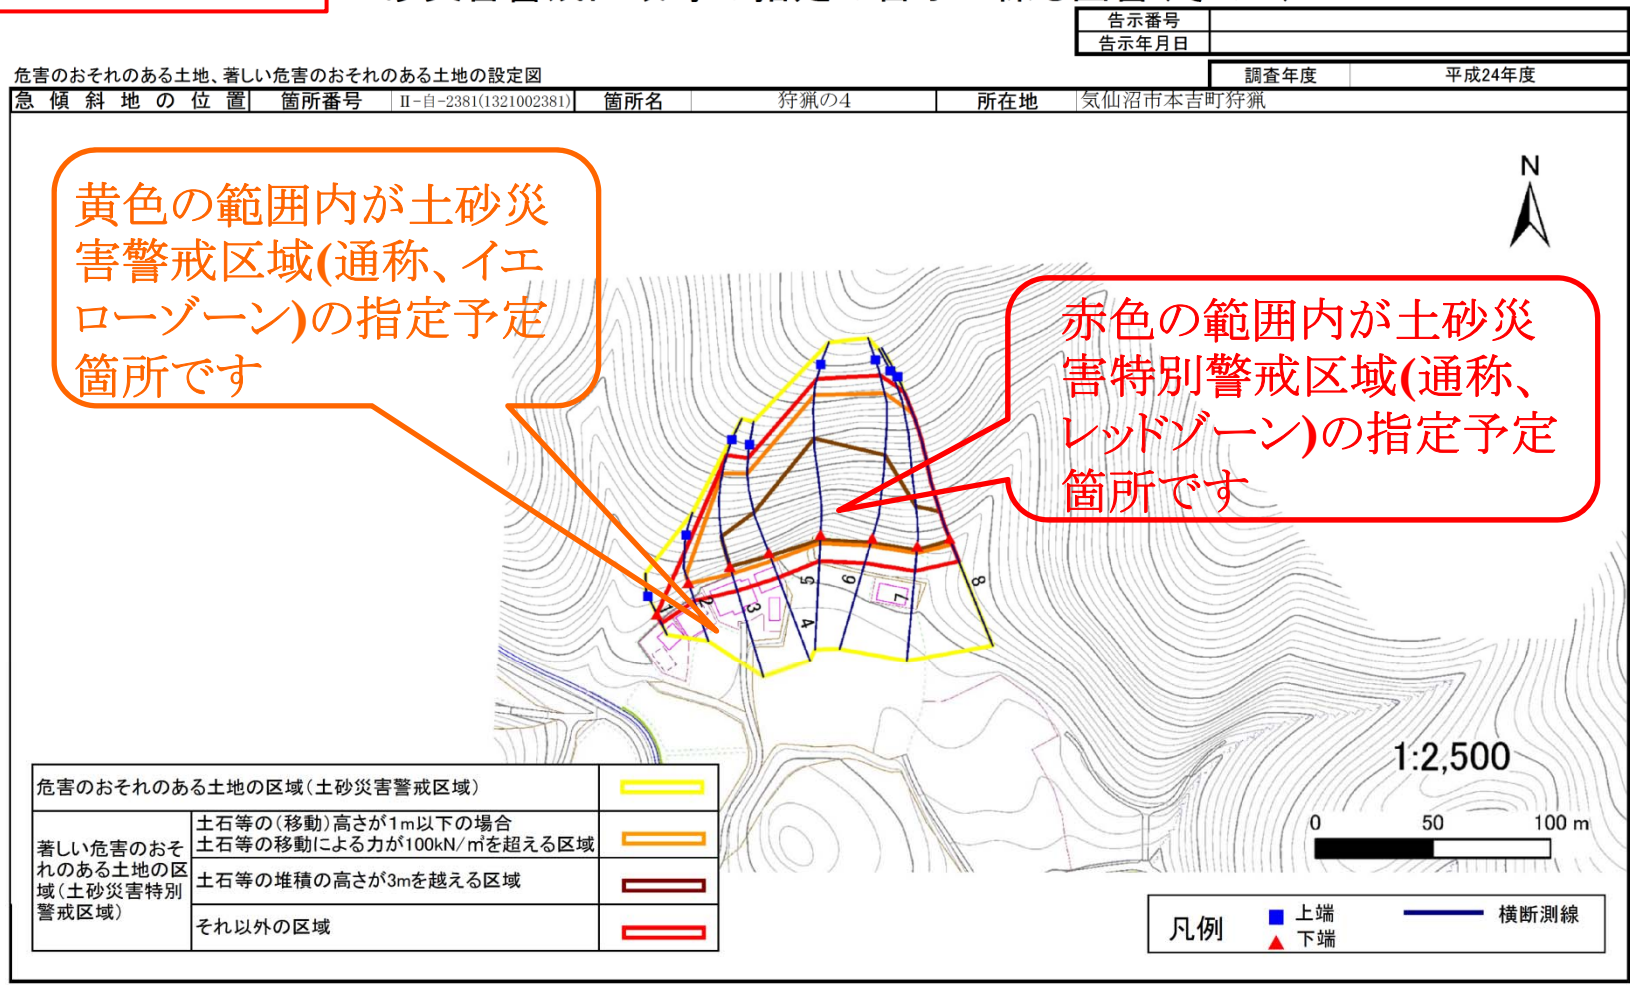 告示番号
告示年月日
危害のおそれのある土地、著しい危害のおそれのある土地の設定図
調査年度 平成24年度
急傾斜地の位置 箇所番号 Ⅱ-自-2381(1321002381) 箇所名 狩猟の4 所在地 気仙沼市本吉町狩猟
黄色の範囲内が土砂災
害警戒区域(通称、イエ
ローゾーン)の指定予定
箇所です
N
赤色の範囲内が土砂災
害特別警戒区域(通称、
レッドゾーン)の指定予定
箇所です
1
2
3
4
5
6
7
8
1:2,500
0 50 100 m
危害のおそれのある土地の区域(土砂災害警戒区域)
著しい危害のおそ
れのある土地の区
域(土砂災害特別
警戒区域)
土石等の(移動)高さが1m以下の場合
土石等の移動による力が100kN/㎡を超える区域
土石等の堆積の高さが3mを越える区域
それ以外の区域
凡例
上端
下端
横断測線